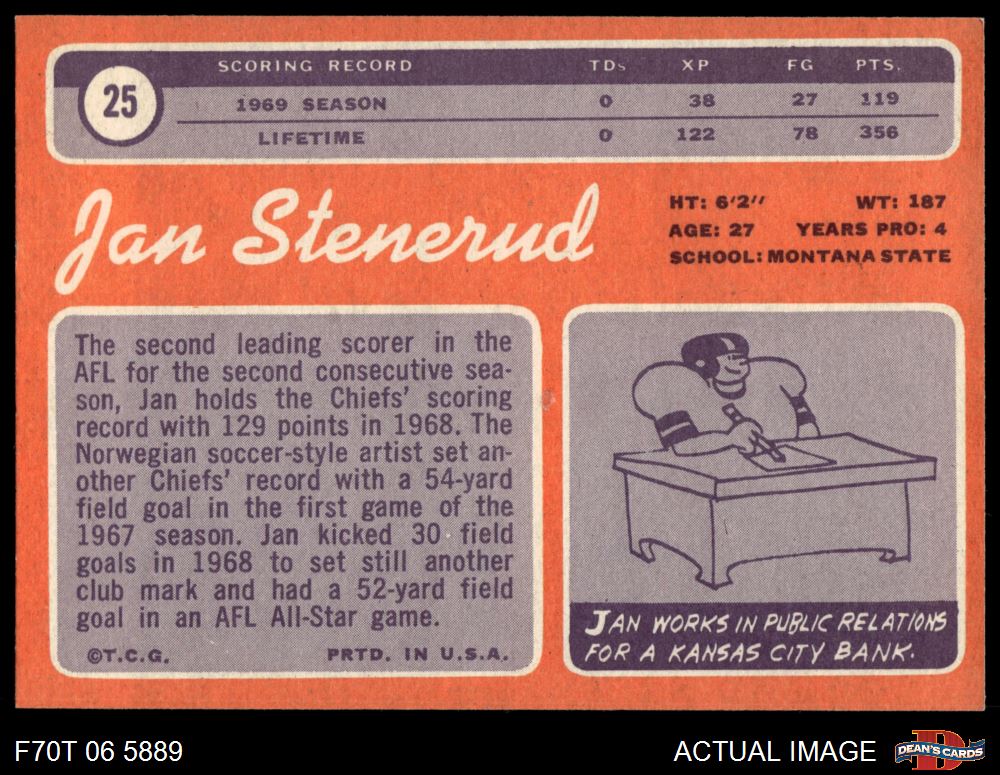 25
SCORING RECORD TDs XP FG PTS.
1969 SEASON 0 38 27 119
LIFETIME 0 122 78 356
Jan Stenerud
HT: 6'2" WT: 187
AGE: 27 YEARS PRO: 4
SCHOOL: MONTANA STATE
The second leading scorer in the
AFL for the second consecutive sea-
son, Jan holds the Chiefs' scoring
record with 129 points in 1968. The
Norwegian soccer-style artist set an-
other Chiefs' record with a 54-yard
field goal in the first game of the
1967 season. Jan kicked 30 field
goals in 1968 to set still another
club mark and had a 52-yard field
goal in an AFL All-Star game.
©T.C.G. PRTD. IN U.S.A.
JAN WORKS IN PUBLIC RELATIONS
FOR A KANSAS CITY BANK.
F70T 06 5889
ACTUAL IMAGE
D
DEAN'S CARDS